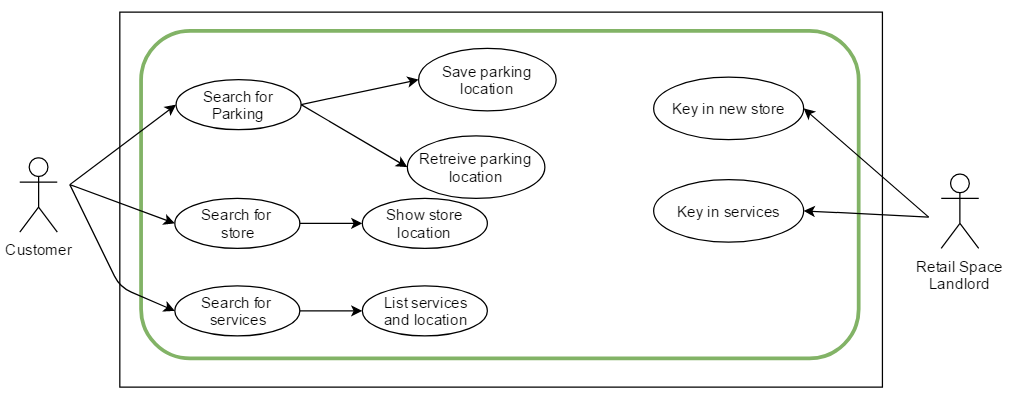 Save parking
location
Search for
Parking
Key in new store
Retreive parking
location
Search for
store
Show store
location
Key in services
Customer
Retail Space
Landlord
Search for
services
List services
and location